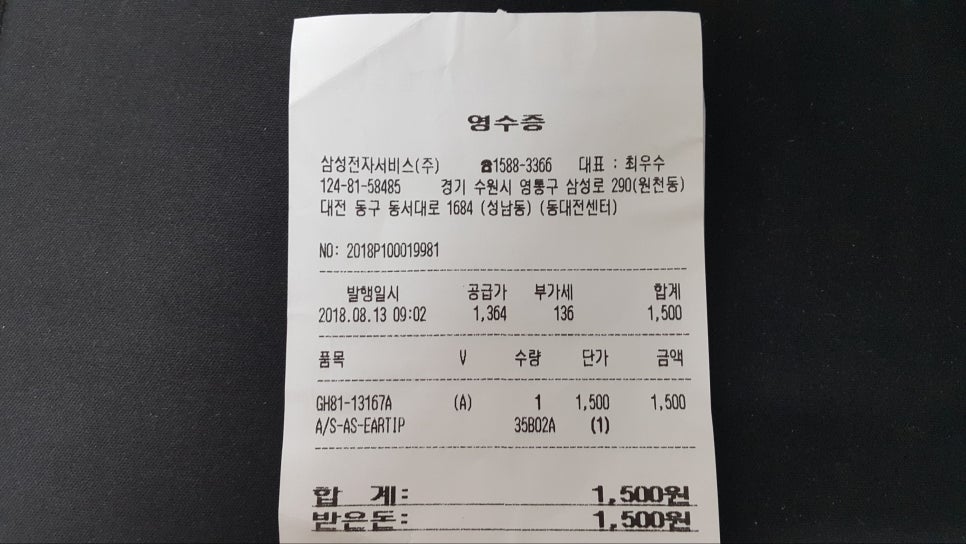 영수증
삼성전자서비스(주) ☎1588-3366 대표 : 최우수
124-81-58485 경기 수원시 영통구 삼성로 290(원천동)
대전 동구 동서대로 1684 (성남동) (동대전센터)
NO: 2018P100019981
발행일시 공급가 부가세 합계
2018.08.13 09:02 1,364 136 1,500
품목 V 수량 단가 금액
GH81-13167A (A) 1 1,500 1,500
A/S-AS-EARTIP 35B02A (1)
합 계: 1,500원
받은돈: 1,500원